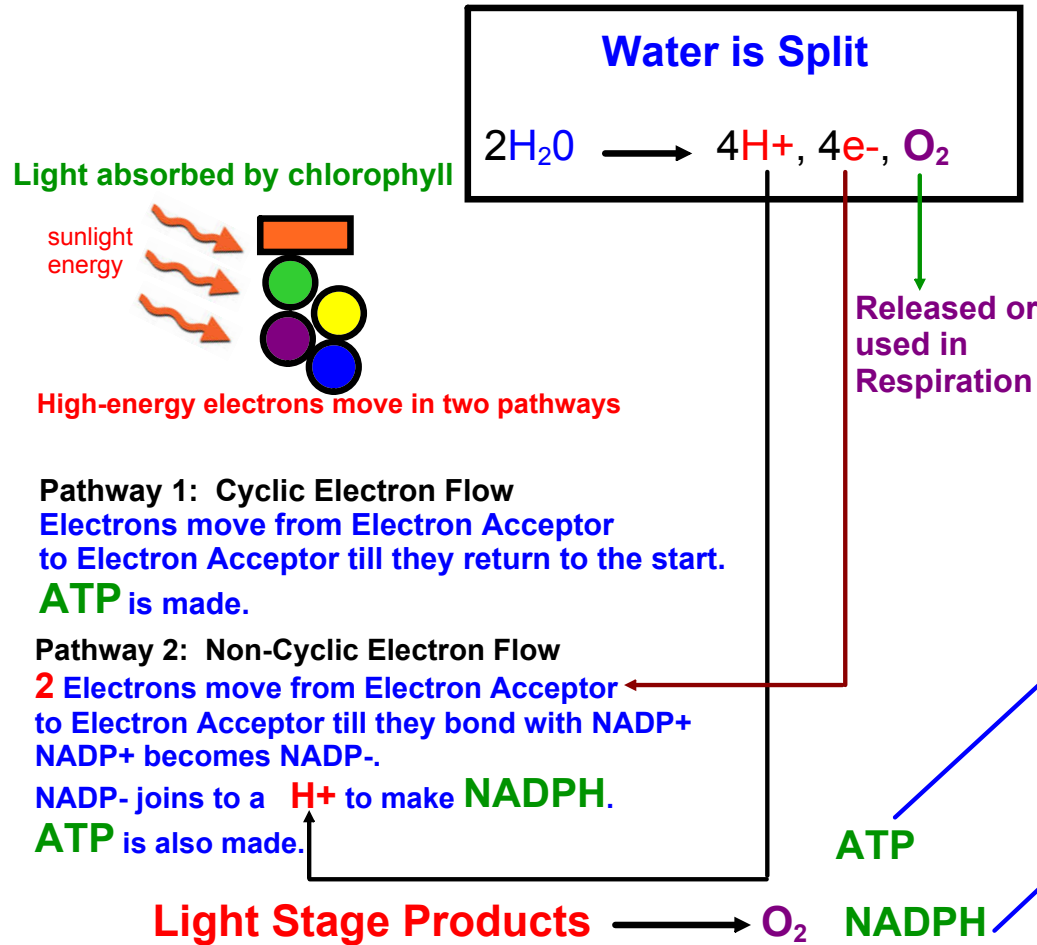 Water is Split
2H₂0 4H+, 4e-, O₂
Light absorbed by chlorophyll
sunlight
energy
Released or
used in
Respiration
High-energy electrons move in two pathways
Pathway 1: Cyclic Electron Flow
Electrons move from Electron Acceptor
to Electron Acceptor till they return to the start.
ATP is made.
Pathway 2: Non-Cyclic Electron Flow
2 Electrons move from Electron Acceptor
to Electron Acceptor till they bond with NADP+
NADP+ becomes NADP-.
NADP- joins to a H+ to make NADPH.
ATP is also made.
ATP
Light Stage Products O₂ NADPH